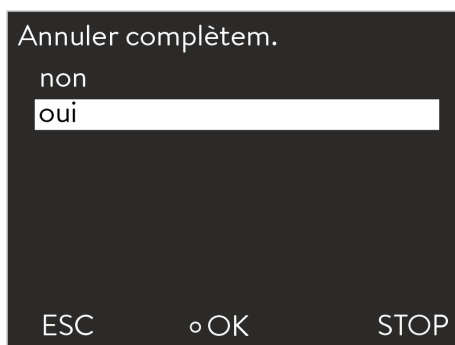 Annuler complètem.
non
oui
ESC ○ OK STOP